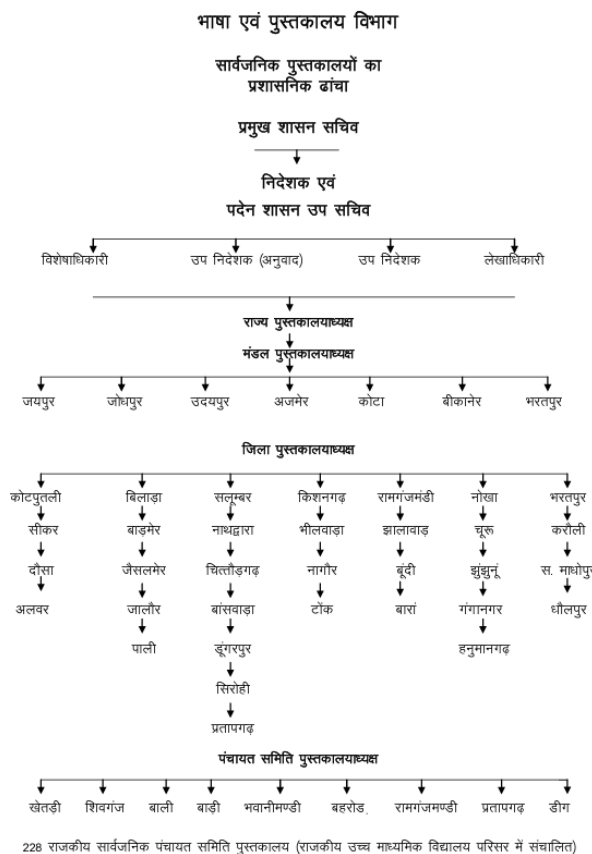 भाषा एवं पुस्तकालय विभाग
सार्वजनिक पुस्तकालयों का
प्रशासनिक ढांचा
प्रमुख शासन सचिव
निदेशक एवं
पदेन शासन उप सचिव
विशेषाधिकारी उप निदेशक (अनुवाद) उप निदेशक लेखाधिकारी
राज्य पुस्तकालयाध्यक्ष
मंडल पुस्तकालयाध्यक्ष
जयपुर जोधपुर उदयपुर अजमेर कोटा बीकानेर भरतपुर
जिला पुस्तकालयाध्यक्ष
कोटपुतली बिलाड़ा सलूम्बर किशनगढ़ रामगंजमंडी नोखा भरतपुर
सीकर बाड़मेर नाथद्वारा भीलवाड़ा झालावाड़ चूरू करौली
दौसा जैसलमेर चित्तौड़गढ़ नागौर बूंदी झुंझुनूं स. माधोपुर
अलवर जालौर बांसवाड़ा टोंक बारां गंगानगर धौलपुर
पाली डूंगरपुर हनुमानगढ़
सिरोही
प्रतापगढ़
पंचायत समिति पुस्तकालयाध्यक्ष
खेतड़ी शिवगंज बाली बाड़ी भवानीमण्डी बहरोड. रामगंजमण्डी प्रतापगढ़ डीग
228 राजकीय सार्वजनिक पंचायत समिति पुस्तकालय (राजकीय उच्च माध्यमिक विद्यालय परिसर में संचालित)